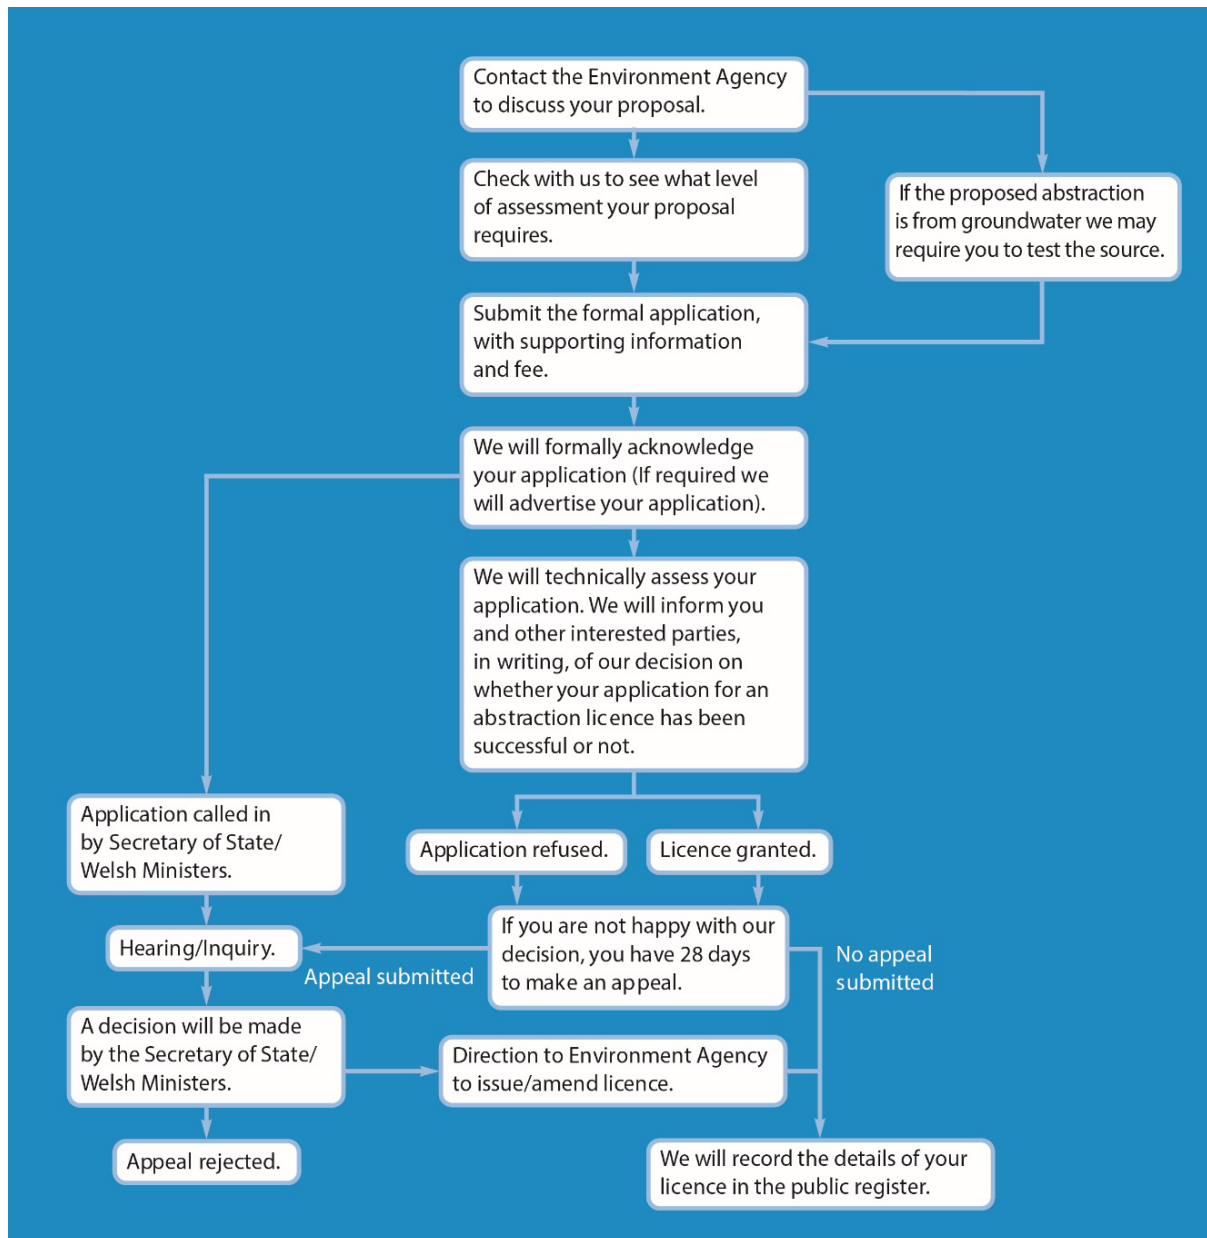 Contact the Environment Agency
to discuss your proposal.
Check with us to see what level
of assessment your proposal
requires.
If the proposed abstraction
is from groundwater we may
require you to test the source.
Submit the formal application,
with supporting information
and fee.
We will formally acknowledge
your application (If required we
will advertise your application).
We will technically assess your
application. We will inform you
and other interested parties,
in writing, of our decision on
whether your application for an
abstraction licence has been
successful or not.
Application called in
by Secretary of State/
Welsh Ministers.
Application refused.
Licence granted.
Hearing/Inquiry.
If you are not happy with our
decision, you have 28 days
to make an appeal.
Appeal submitted
No appeal
submitted
A decision will be made
by the Secretary of State/
Welsh Ministers.
Direction to Environment Agency
to issue/amend licence.
Appeal rejected.
We will record the details of your
licence in the public register.